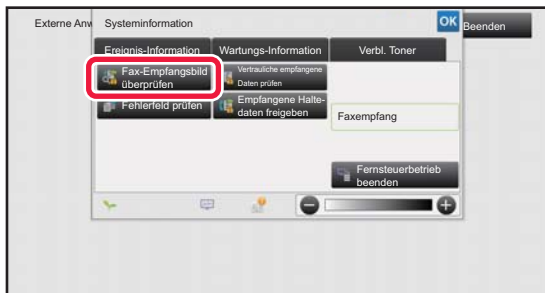 Externe Anw
Systeminformation
OK
Beenden
Ereignis-Information
Wartungs-Information
Verbl. Toner
Fax-Empfangsbild
überprüfen
Vertrauliche empfangene
Daten prüfen
Fehlerfeld prüfen
Empfangene Halte-
daten freigeben
Faxempfang
Fernsteuerbetrieb
beenden